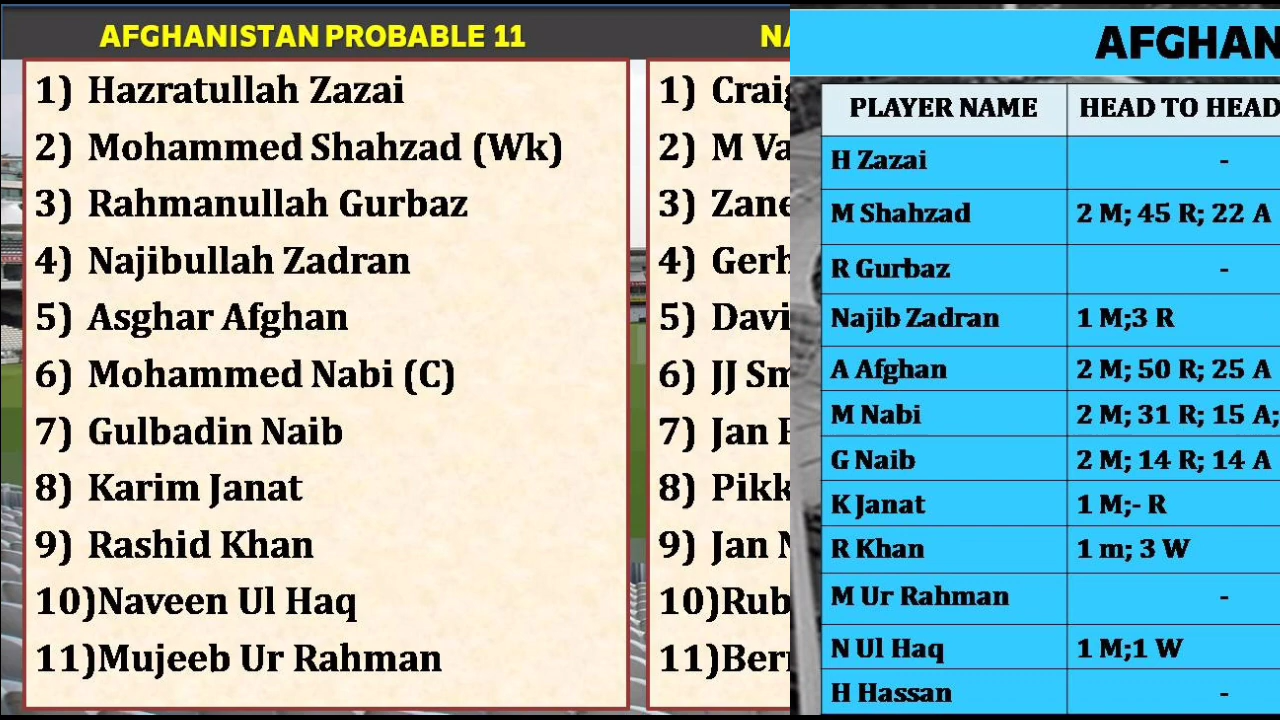 AFGHANISTAN PROBABLE 11
1) Hazratullah Zazai
2) Mohammed Shahzad (Wk)
3) Rahmanullah Gurbaz
4) Najibullah Zadran
5) Asghar Afghan
6) Mohammed Nabi (C)
7) Gulbadin Naib
8) Karim Janat
9) Rashid Khan
10)Naveen Ul Haq
11)Mujeeb Ur Rahman
NA
1) Craig
2) M Va
3) Zane
4) Gerh
5) Davi
6) JJ Sm
7) Jan
8) Pikk
9) Jan N
10)Rub
11)Ber
AFGHAN
PLAYER NAME HEAD TO HEAD
H Zazai -
M Shahzad 2 M; 45 R; 22 A
R Gurbaz -
Najib Zadran 1 M;3 R
A Afghan 2 M; 50 R; 25 A
M Nabi 2 M; 31 R; 15 A;
G Naib 2 M; 14 R; 14 A
K Janat 1 M;- R
R Khan 1 m; 3 W
M Ur Rahman -
N Ul Haq 1 M;1 W
H Hassan -